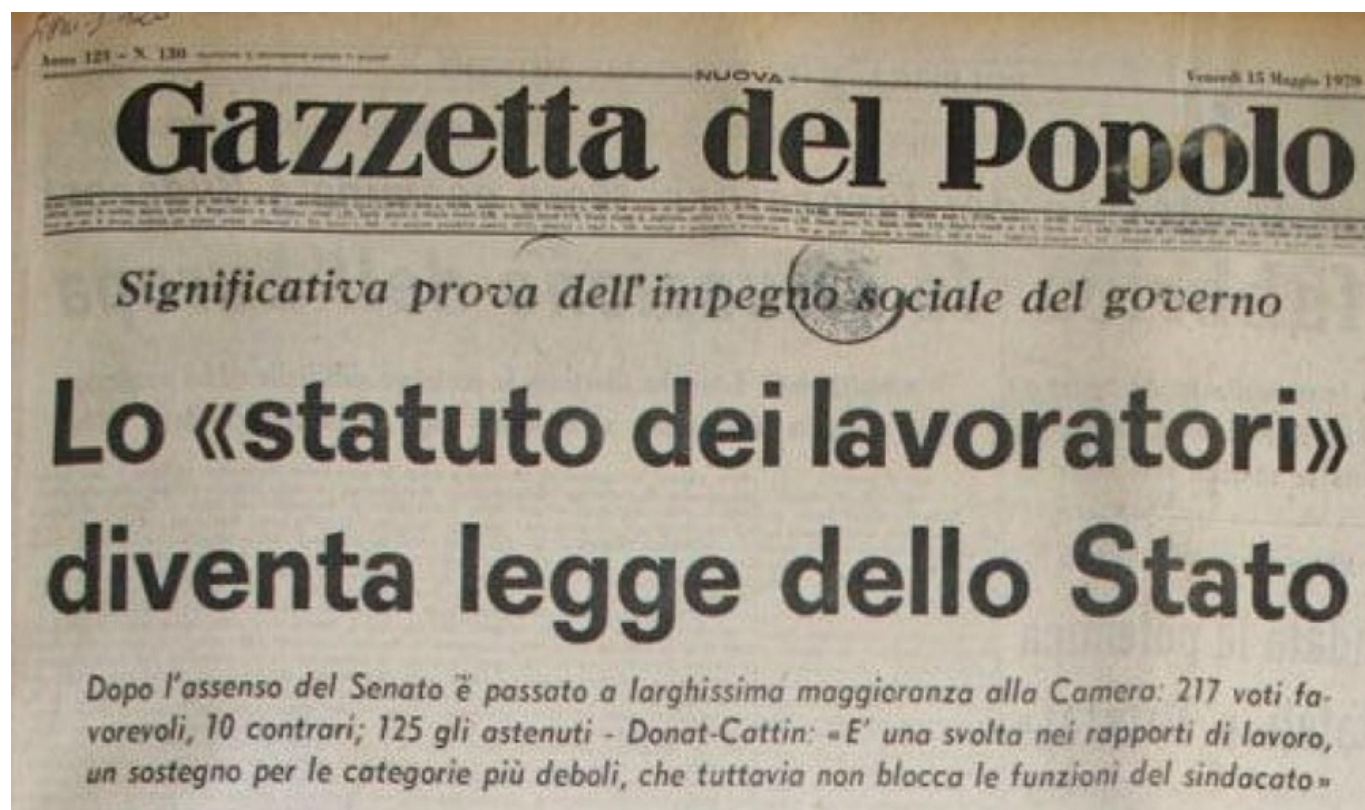 Anno 123 - N. 130
NUOVA
Venerdì 15 Maggio 1970
Gazzetta del Popolo
Significativa prova dell'impegno sociale del governo
Lo «statuto dei lavoratori»
diventa legge dello Stato
Dopo l'assenso del Senato è passato a larghissima maggioranza alla Camera: 217 voti fa-
vorevoli, 10 contrari; 125 gli astenuti - Donat-Cattin: «E' una svolta nei rapporti di lavoro,
un sostegno per le categorie più deboli, che tuttavia non blocca le funzioni del sindacato»